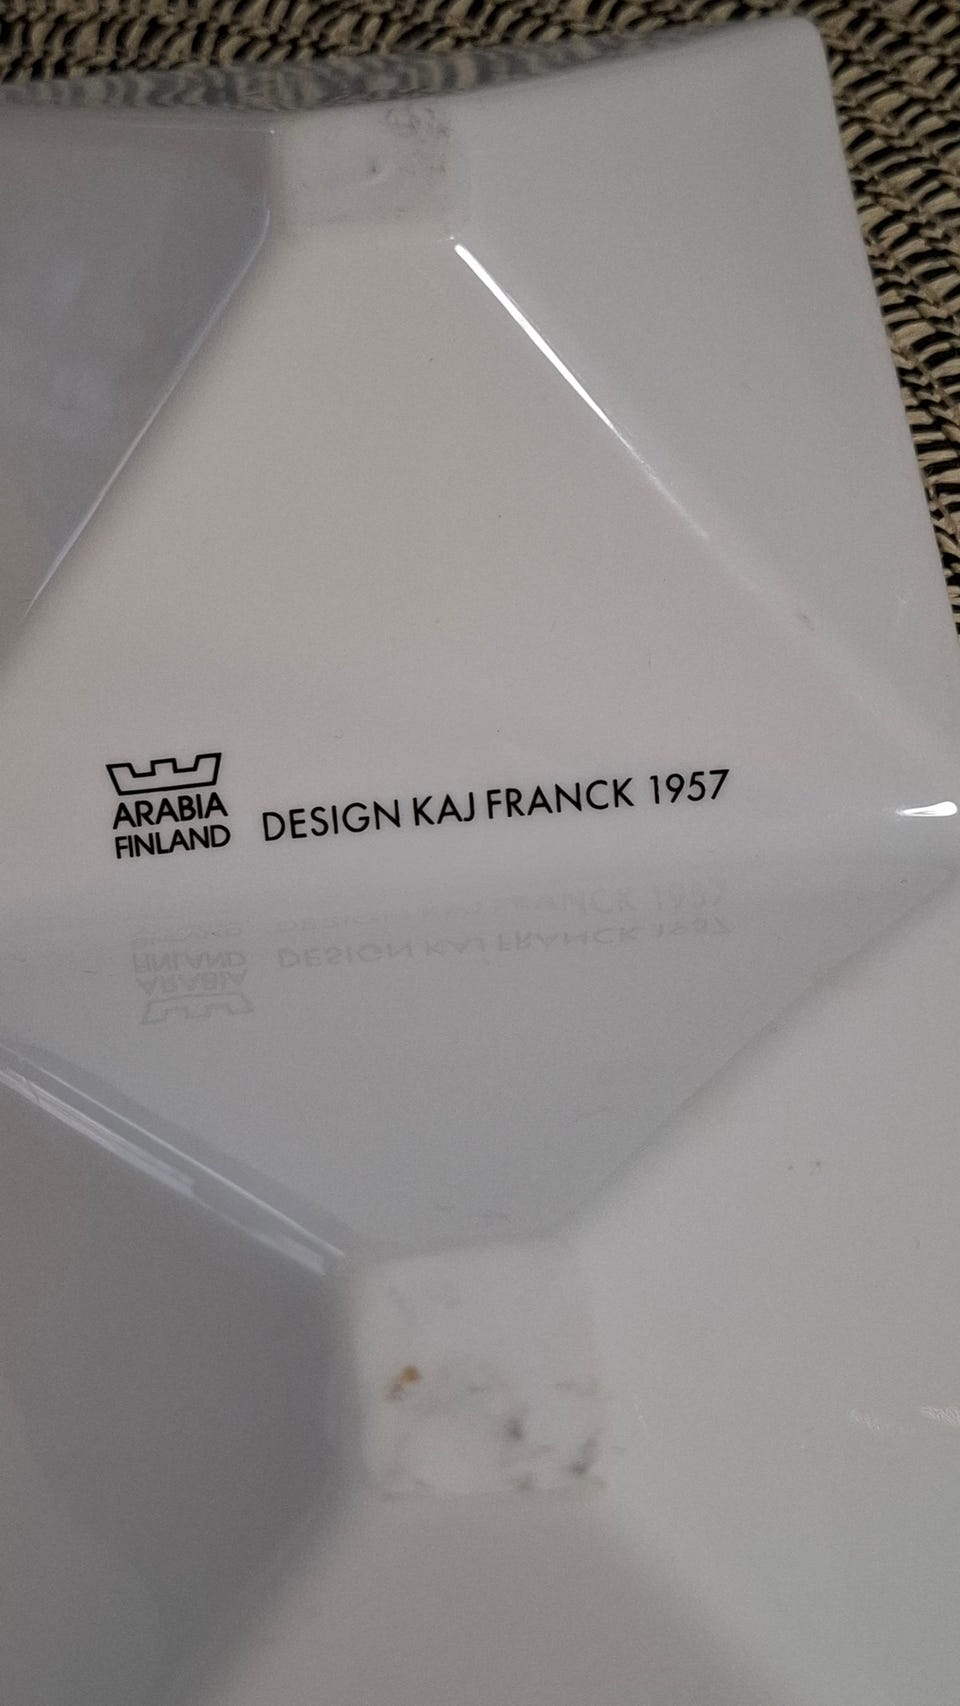 ARABIA
FINLAND
DESIGN KAJ FRANCK 1957